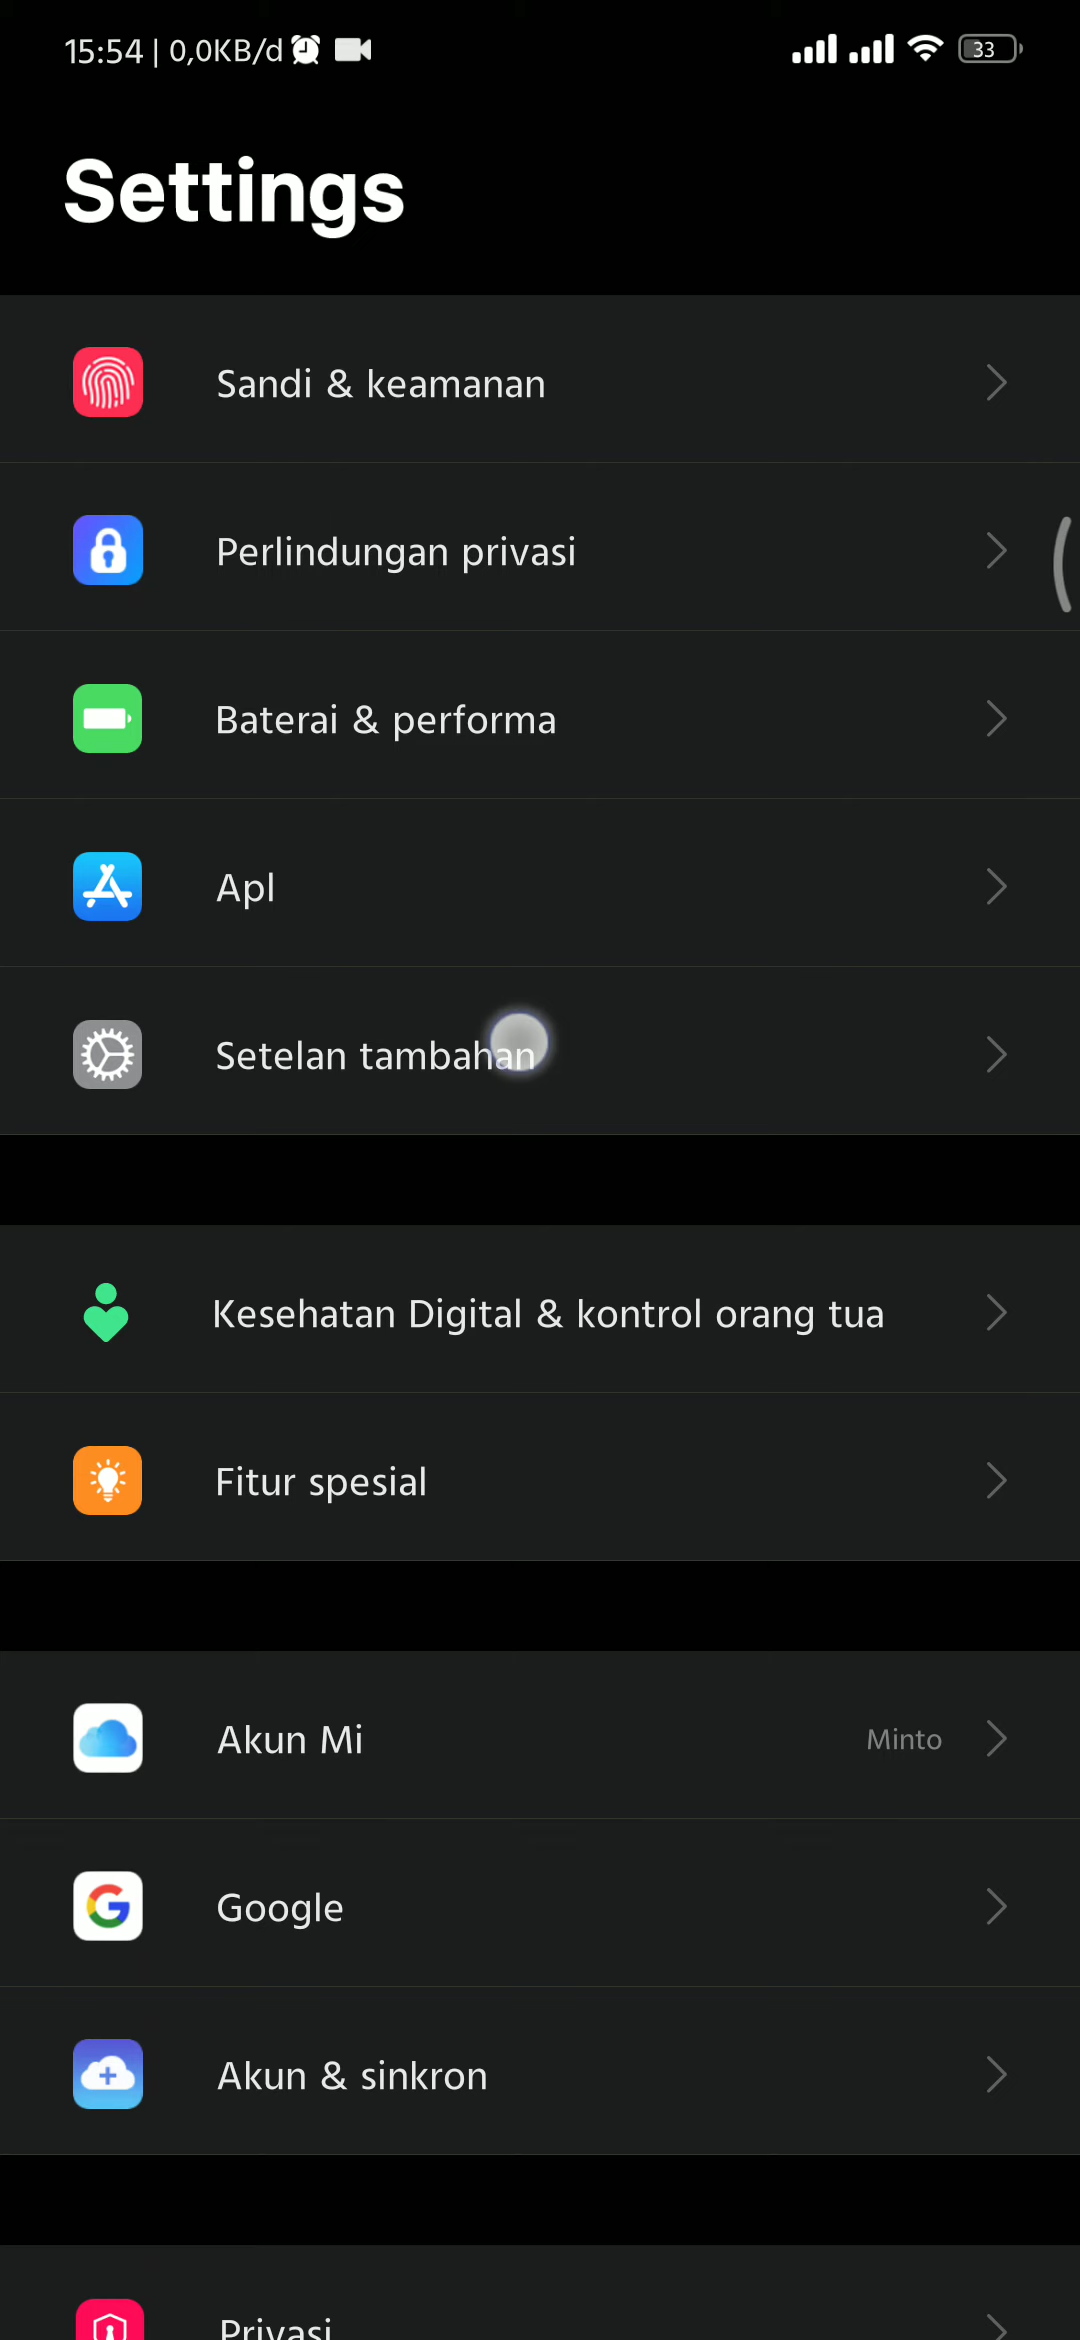 15:54 | 0,0KB/d
33
Settings
Sandi & keamanan
Perlindungan privasi
Baterai & performa
Apl
Setelan tambahan
Kesehatan Digital & kontrol orang tua
Fitur spesial
Akun Mi
Minto
Google
Akun & sinkron
Privasi